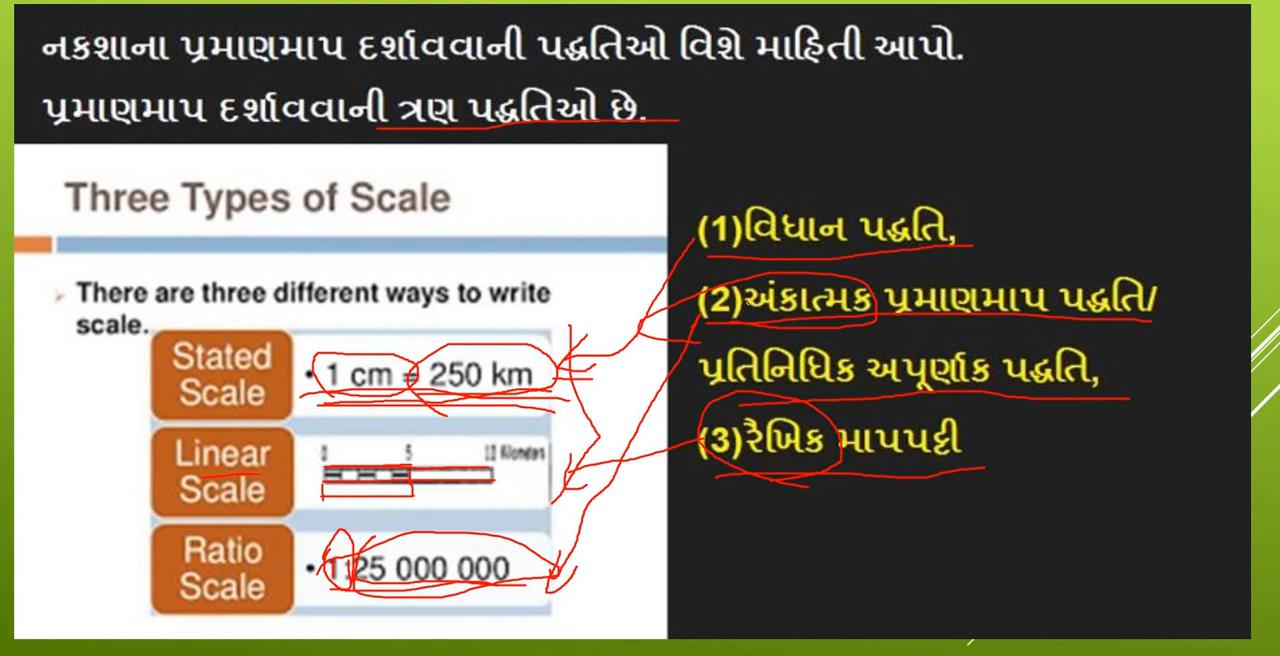 નકશાના પ્રમાણમાપ દર્શાવવાની પદ્ધતિઓ વિશે માહિતી આપો.
પ્રમાણમાપ દર્શાવવાની ત્રણ પદ્ધતિઓ છે.
Three Types of Scale
There are three different ways to write
scale.
Stated
Scale
• 1 cm = 250 km
Linear
Scale
0 5 10
Ratio
Scale
• 1:25 000 000
(1)વિધાન પદ્ધતિ,
(2)અંકાત્મક પ્રમાણમાપ પદ્ધતિ/
પ્રતિનિધિક અપૂર્ણાક પદ્ધતિ,
(3)રૈખિક માપપટ્ટી